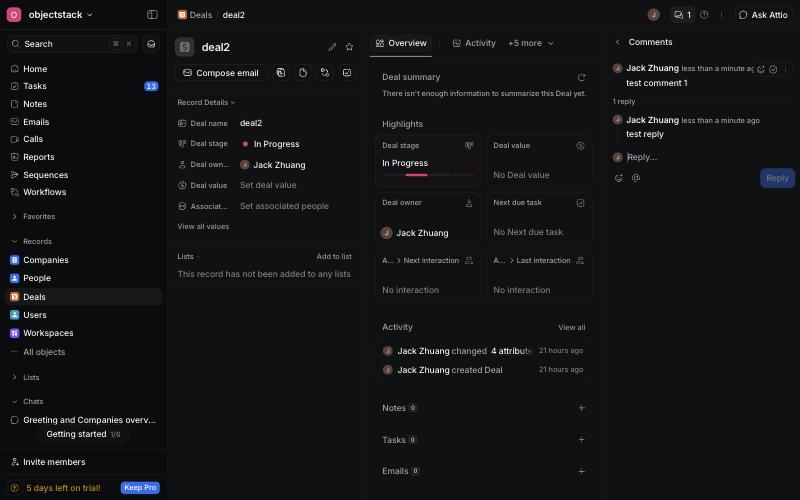 objectstack
Search
⌘ K
Home
Tasks 13
Notes
Emails
Calls
Reports
Sequences
Workflows
Favorites
Records
Companies
People
Deals
Users
Workspaces
All objects
Lists
Chats
Greeting and Companies overv...
Getting started 1/6
Invite members
5 days left on trial! Keep Pro
Deals deal2
J 1 Ask Attio
deal2
Compose email
Record Details
Deal name deal2
Deal stage In Progress
Deal own... J Jack Zhuang
Deal value Set deal value
Associat... Set associated people
View all values
Lists Add to list
This record has not been added to any lists
Overview Activity +5 more
Deal summary
There isn't enough information to summarize this Deal yet.
Highlights
Deal stage
In Progress
Deal value
No Deal value
Deal owner
J Jack Zhuang
Next due task
No Next due task
A... > Next interaction
No interaction
A... > Last interaction
No interaction
Activity View all
J Jack Zhuang changed 4 attribute 21 hours ago
J Jack Zhuang created Deal 21 hours ago
Notes 0
Tasks 0
Emails 0
Comments
J Jack Zhuang less than a minute ag
test comment 1
1 reply
J Jack Zhuang less than a minute ago
test reply
J Reply...
Reply